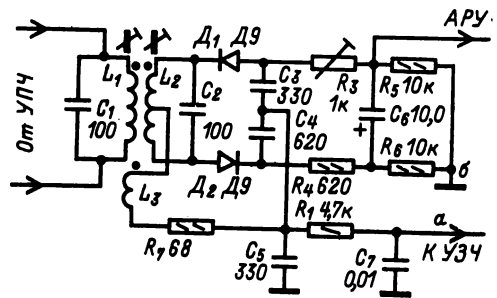 АРУ
Д1 Д9
L1
L2
C2
C3
330
R3
1к
R5 10к
От УПЧ
C1
100
100
C4
620
C6 10,0
+
R6 10к
б
Д2 Д9
R4 620
L3
R1 4,7к
а
К УЗЧ
R7 68
C5
330
C7
0,01